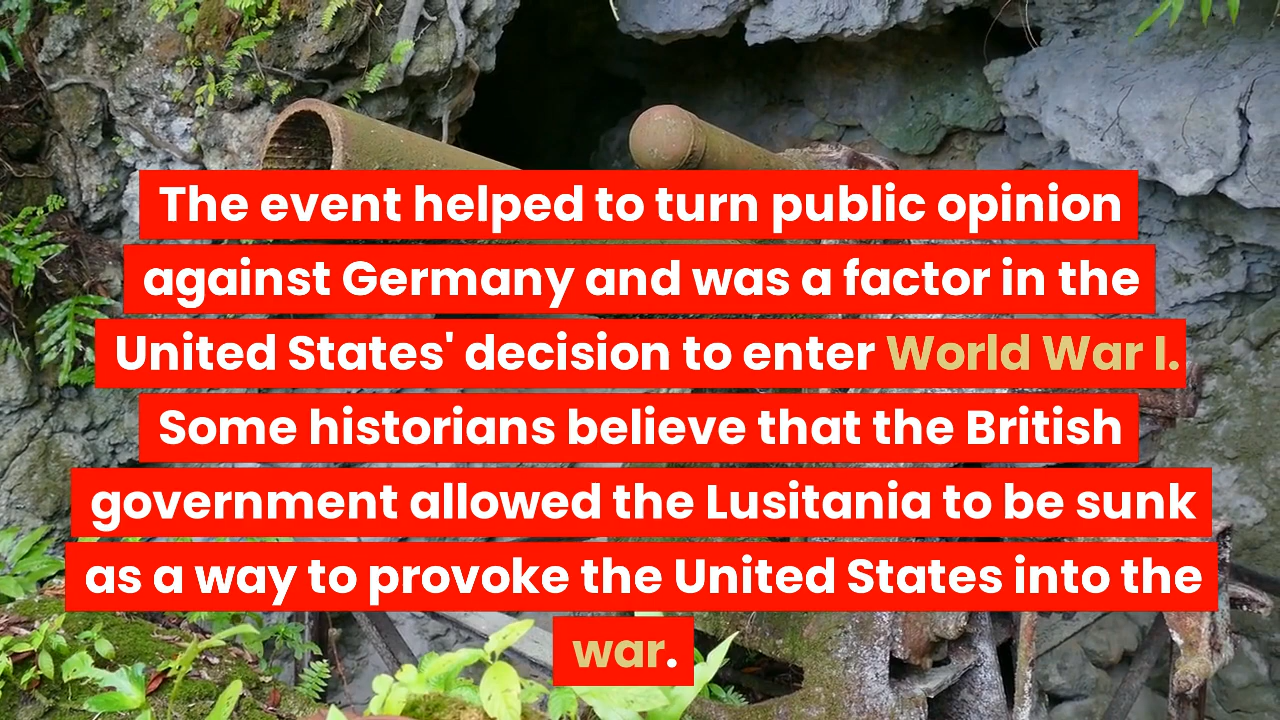 The event helped to turn public opinion
against Germany and was a factor in the
United States' decision to enter World War I.
Some historians believe that the British
government allowed the Lusitania to be sunk
as a way to provoke the United States into the
war.